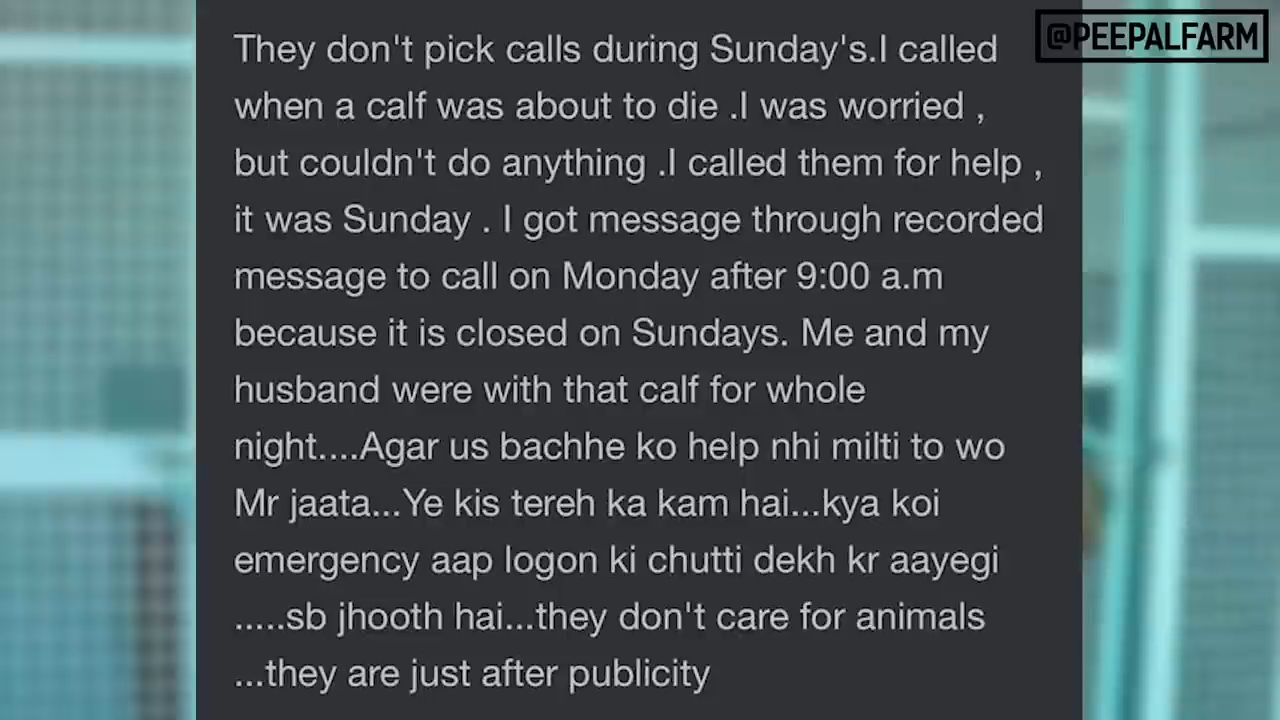 @PEEPALFARM
They don't pick calls during Sunday's.I called
when a calf was about to die .I was worried ,
but couldn't do anything .I called them for help ,
it was Sunday . I got message through recorded
message to call on Monday after 9:00 a.m
because it is closed on Sundays. Me and my
husband were with that calf for whole
night....Agar us bachhe ko help nhi milti to wo
Mr jaata...Ye kis tereh ka kam hai...kya koi
emergency aap logon ki chutti dekh kr aayegi
.....sb jhooth hai...they don't care for animals
...they are just after publicity